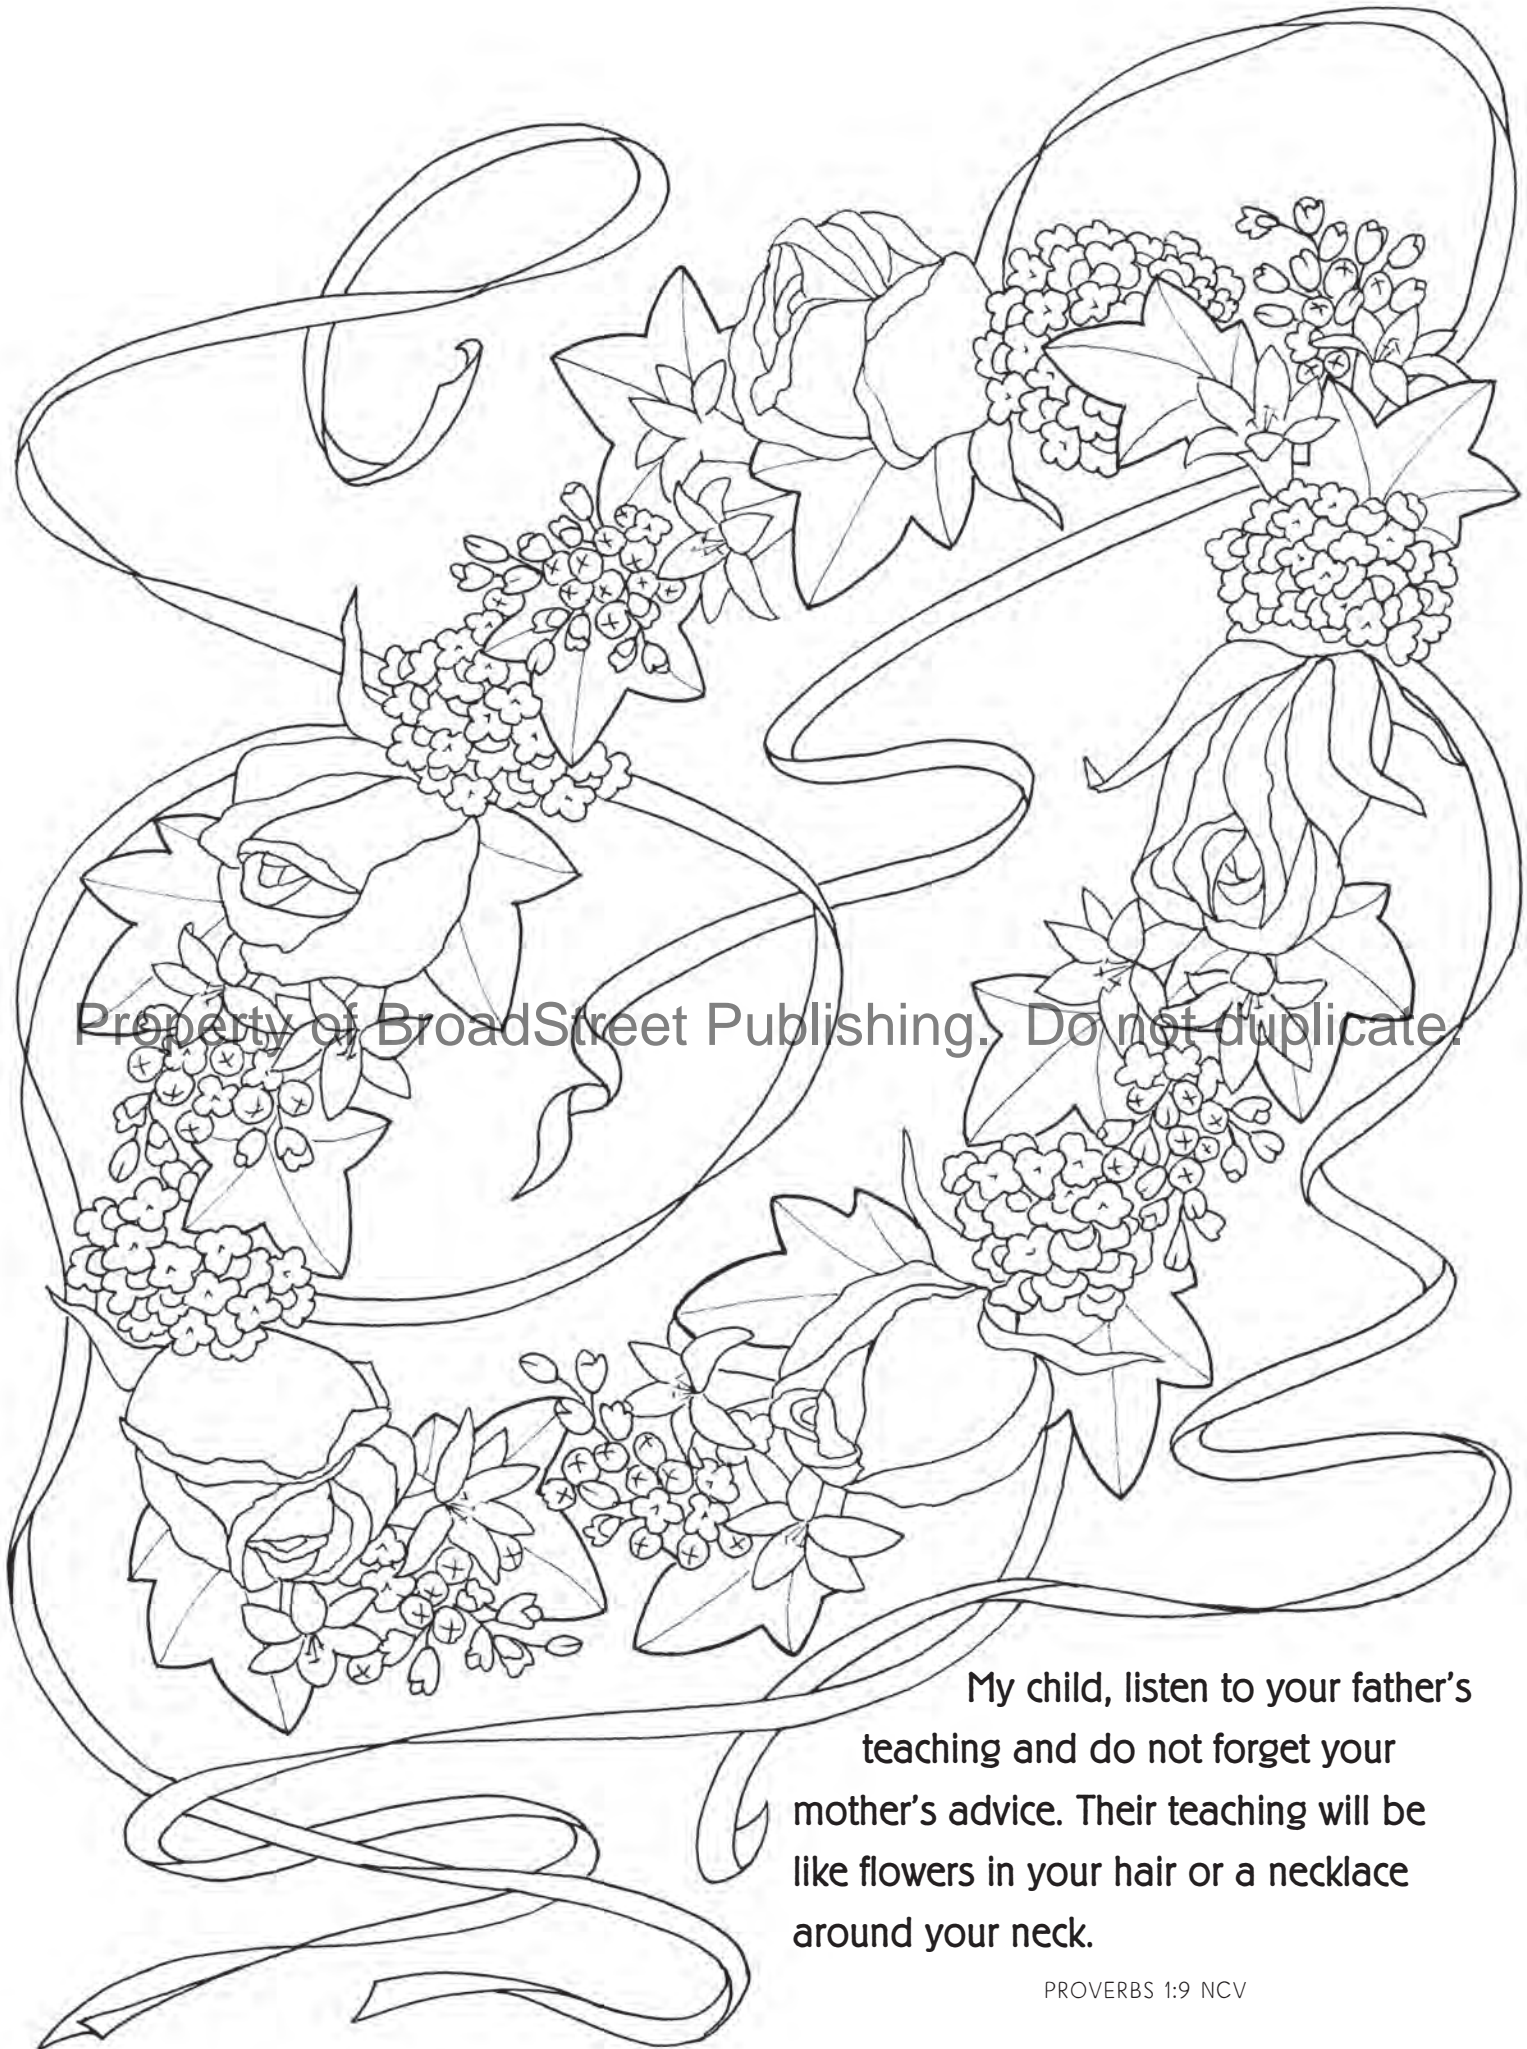 Property of BroadStreet Publishing. Do not duplicate.
My child, listen to your father's
teaching and do not forget your
mother's advice. Their teaching will be
like flowers in your hair or a necklace
around your neck.
PROVERBS 1:9 NCV